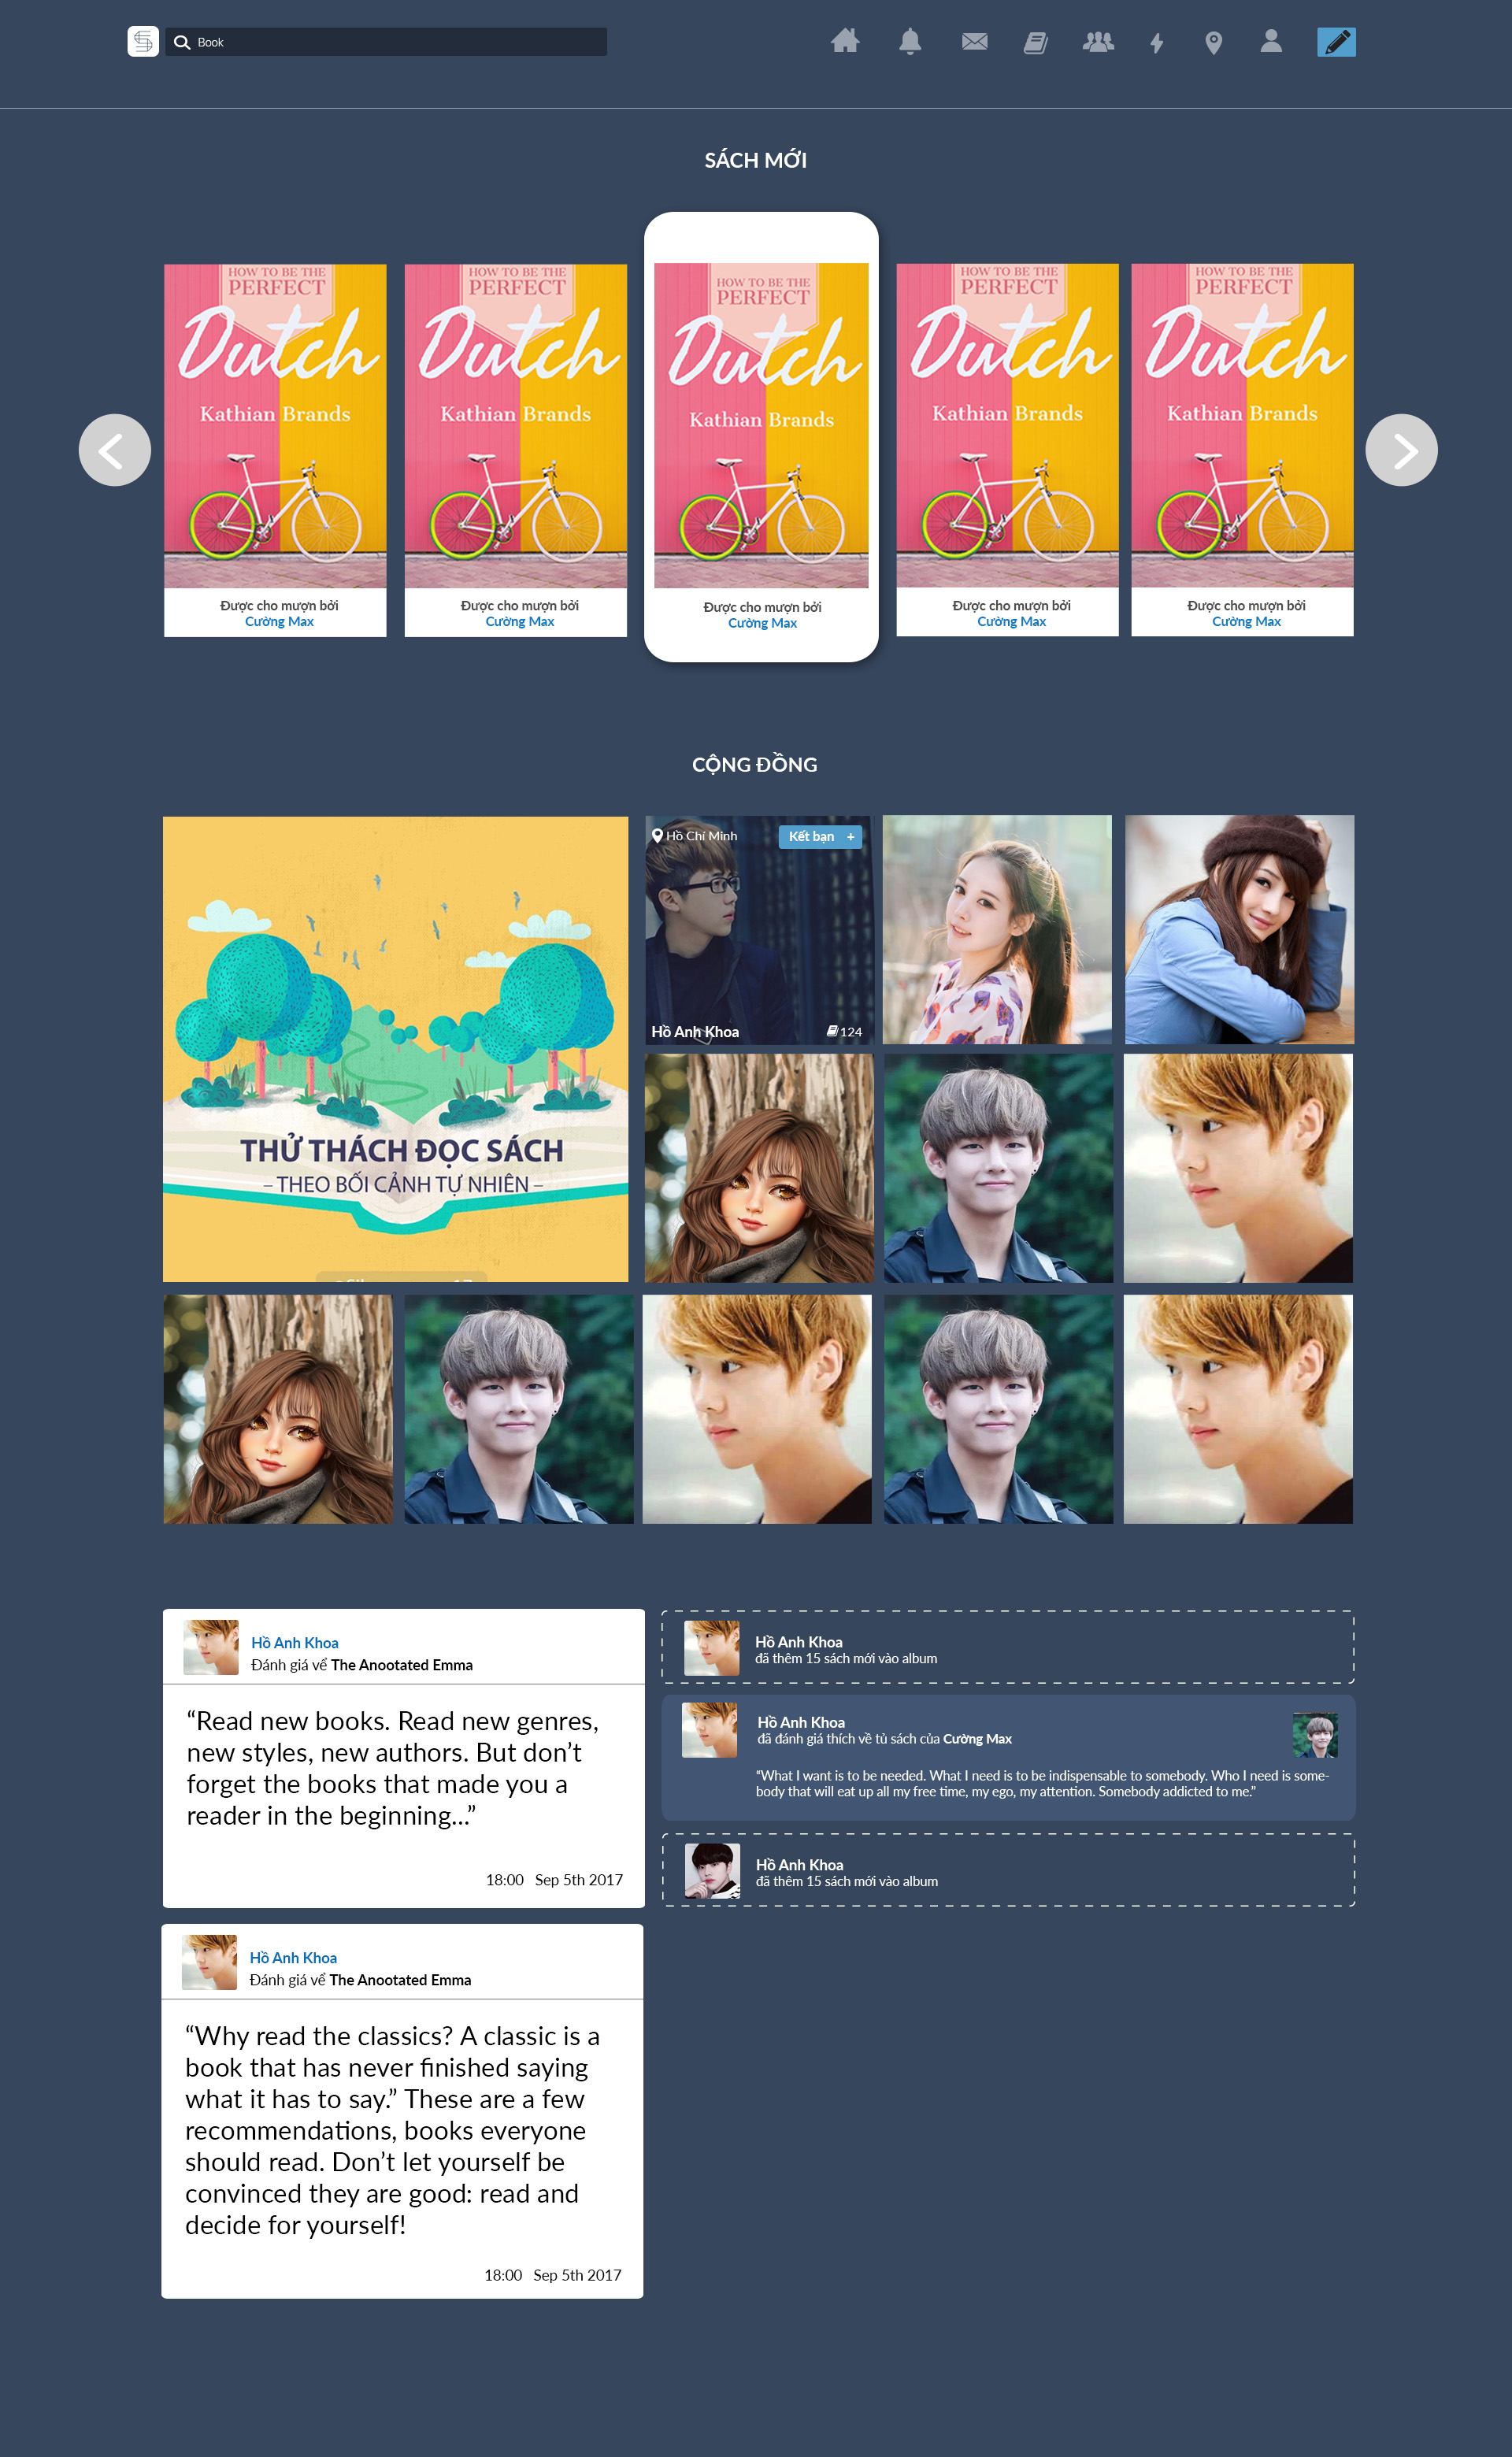 Book
SÁCH MỚI
HOW TO BE THE
PERFECT
Dutch
Kathian Brands
Được cho mượn bởi
Cường Max
HOW TO BE THE
PERFECT
Dutch
Kathian Brands
Được cho mượn bởi
Cường Max
HOW TO BE THE
PERFECT
Dutch
Kathian Brands
Được cho mượn bởi
Cường Max
HOW TO BE THE
PERFECT
Dutch
Kathian Brands
Được cho mượn bởi
Cường Max
HOW TO BE THE
PERFECT
Dutch
Kathian Brands
Được cho mượn bởi
Cường Max
CỘNG ĐỒNG
THỬ THÁCH ĐỌC SÁCH
– THEO BỐI CẢNH TỰ NHIÊN –
Hồ Chí Minh
Kết bạn +
Hồ Anh Khoa
124
Hồ Anh Khoa
Đánh giá về The Anootated Emma
“Read new books. Read new genres,
new styles, new authors. But don’t
forget the books that made you a
reader in the beginning...”
18:00 Sep 5th 2017
Hồ Anh Khoa
Đánh giá về The Anootated Emma
“Why read the classics? A classic is a
book that has never finished saying
what it has to say.” These are a few
recommendations, books everyone
should read. Don’t let yourself be
convinced they are good: read and
decide for yourself!
18:00 Sep 5th 2017
Hồ Anh Khoa
đã thêm 15 sách mới vào album
Hồ Anh Khoa
đã đánh giá thích về tủ sách của Cường Max
“What I want is to be needed. What I need is to be indispensable to somebody. Who I need is some-
body that will eat up all my free time, my ego, my attention. Somebody addicted to me.”
Hồ Anh Khoa
đã thêm 15 sách mới vào album